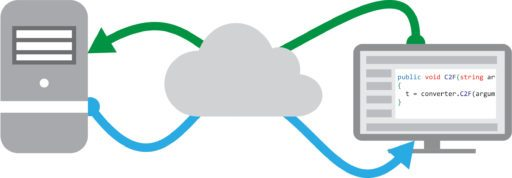 public void C2F(string ar
{
t = converter.C2F(argum
}